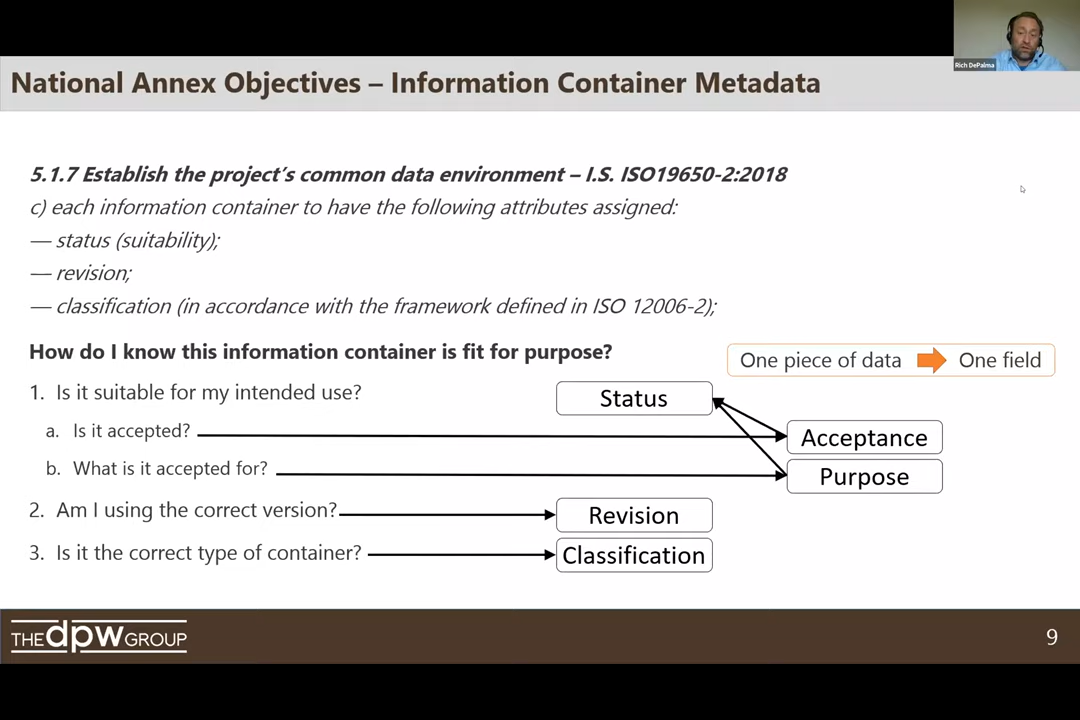 Rich DePalma
National Annex Objectives – Information Container Metadata
5.1.7 Establish the project's common data environment – I.S. ISO19650-2:2018
c) each information container to have the following attributes assigned:
— status (suitability);
— revision;
— classification (in accordance with the framework defined in ISO 12006-2);
How do I know this information container is fit for purpose?
One piece of data One field
1. Is it suitable for my intended use?
Status
a. Is it accepted?
Acceptance
b. What is it accepted for?
Purpose
2. Am I using the correct version?
Revision
3. Is it the correct type of container?
Classification
THE dpw GROUP
9